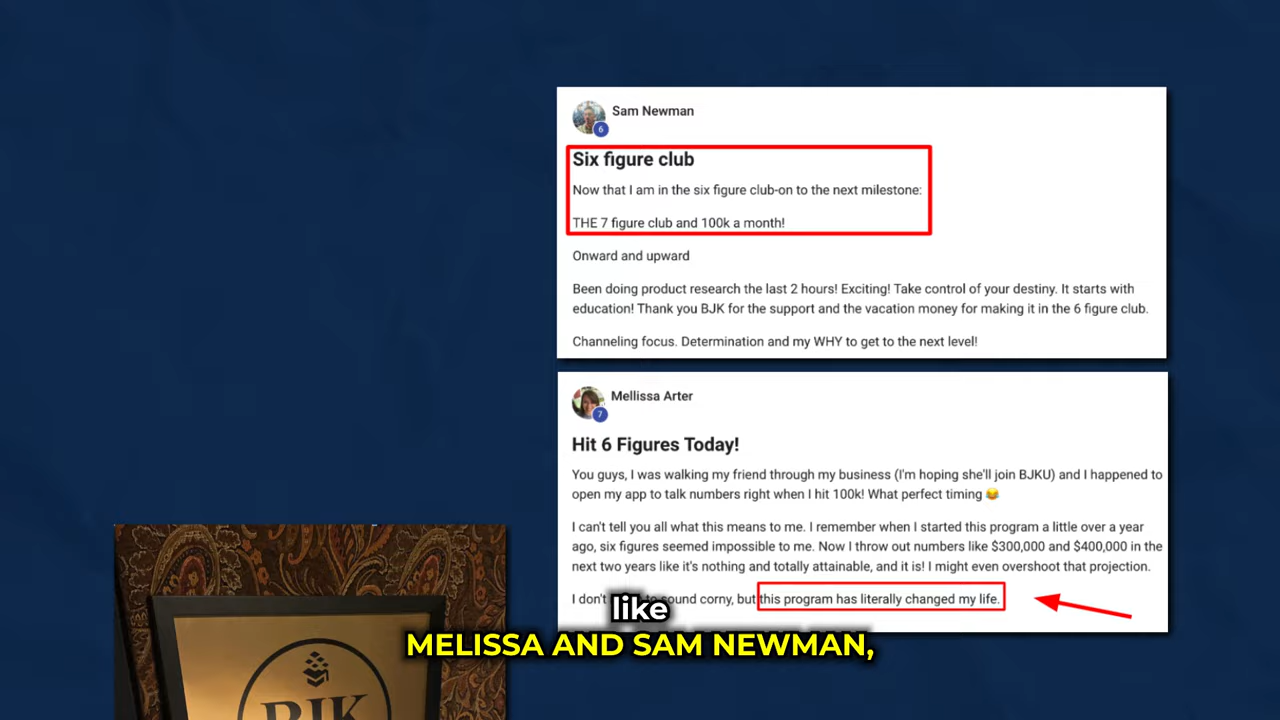 Sam Newman
6
Six figure club
Now that I am in the six figure club-on to the next milestone:
THE 7 figure club and 100k a month!
Onward and upward
Been doing product research the last 2 hours! Exciting! Take control of your destiny. It starts with
education! Thank you BJK for the support and the vacation money for making it in the 6 figure club.
Channeling focus. Determination and my WHY to get to the next level!
Mellissa Arter
7
Hit 6 Figures Today!
You guys, I was walking my friend through my business (I'm hoping she'll join BJKU) and I happened to
open my app to talk numbers right when I hit 100k! What perfect timing 😂
I can't tell you all what this means to me. I remember when I started this program a little over a year
ago, six figures seemed impossible to me. Now I throw out numbers like $300,000 and $400,000 in the
next two years like it's nothing and totally attainable, and it is! I might even overshoot that projection.
I don't sound corny, but this program has literally changed my life.
like
MELISSA AND SAM NEWMAN,
BJK